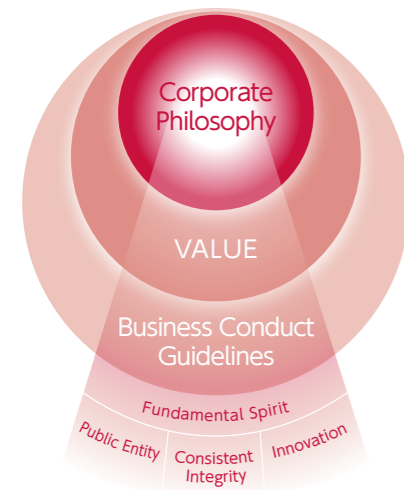 Corporate
Philosophy
VALUE
Business Conduct
Guidelines
Fundamental Spirit
Public Entity
Consistent
Integrity
Innovation